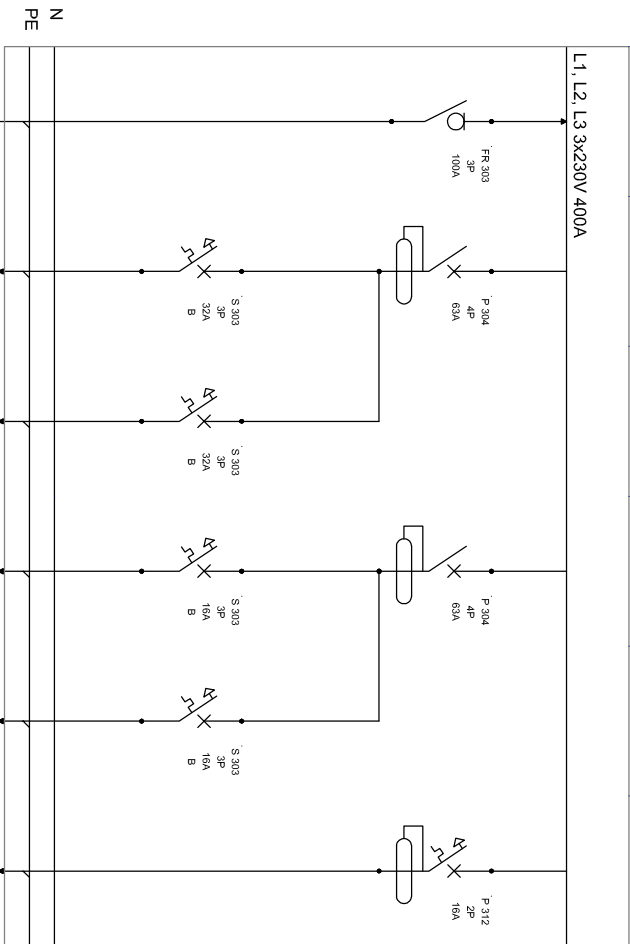 L1, L2, L3 3x230V 400A
FR 303
3P
100A
P 304
4P
63A
P 304
4P
63A
P 312
2P
16A
S 303
3P
32A
B
S 303
3P
32A
B
S 303
3P
16A
B
S 303
3P
16A
B
N
PE